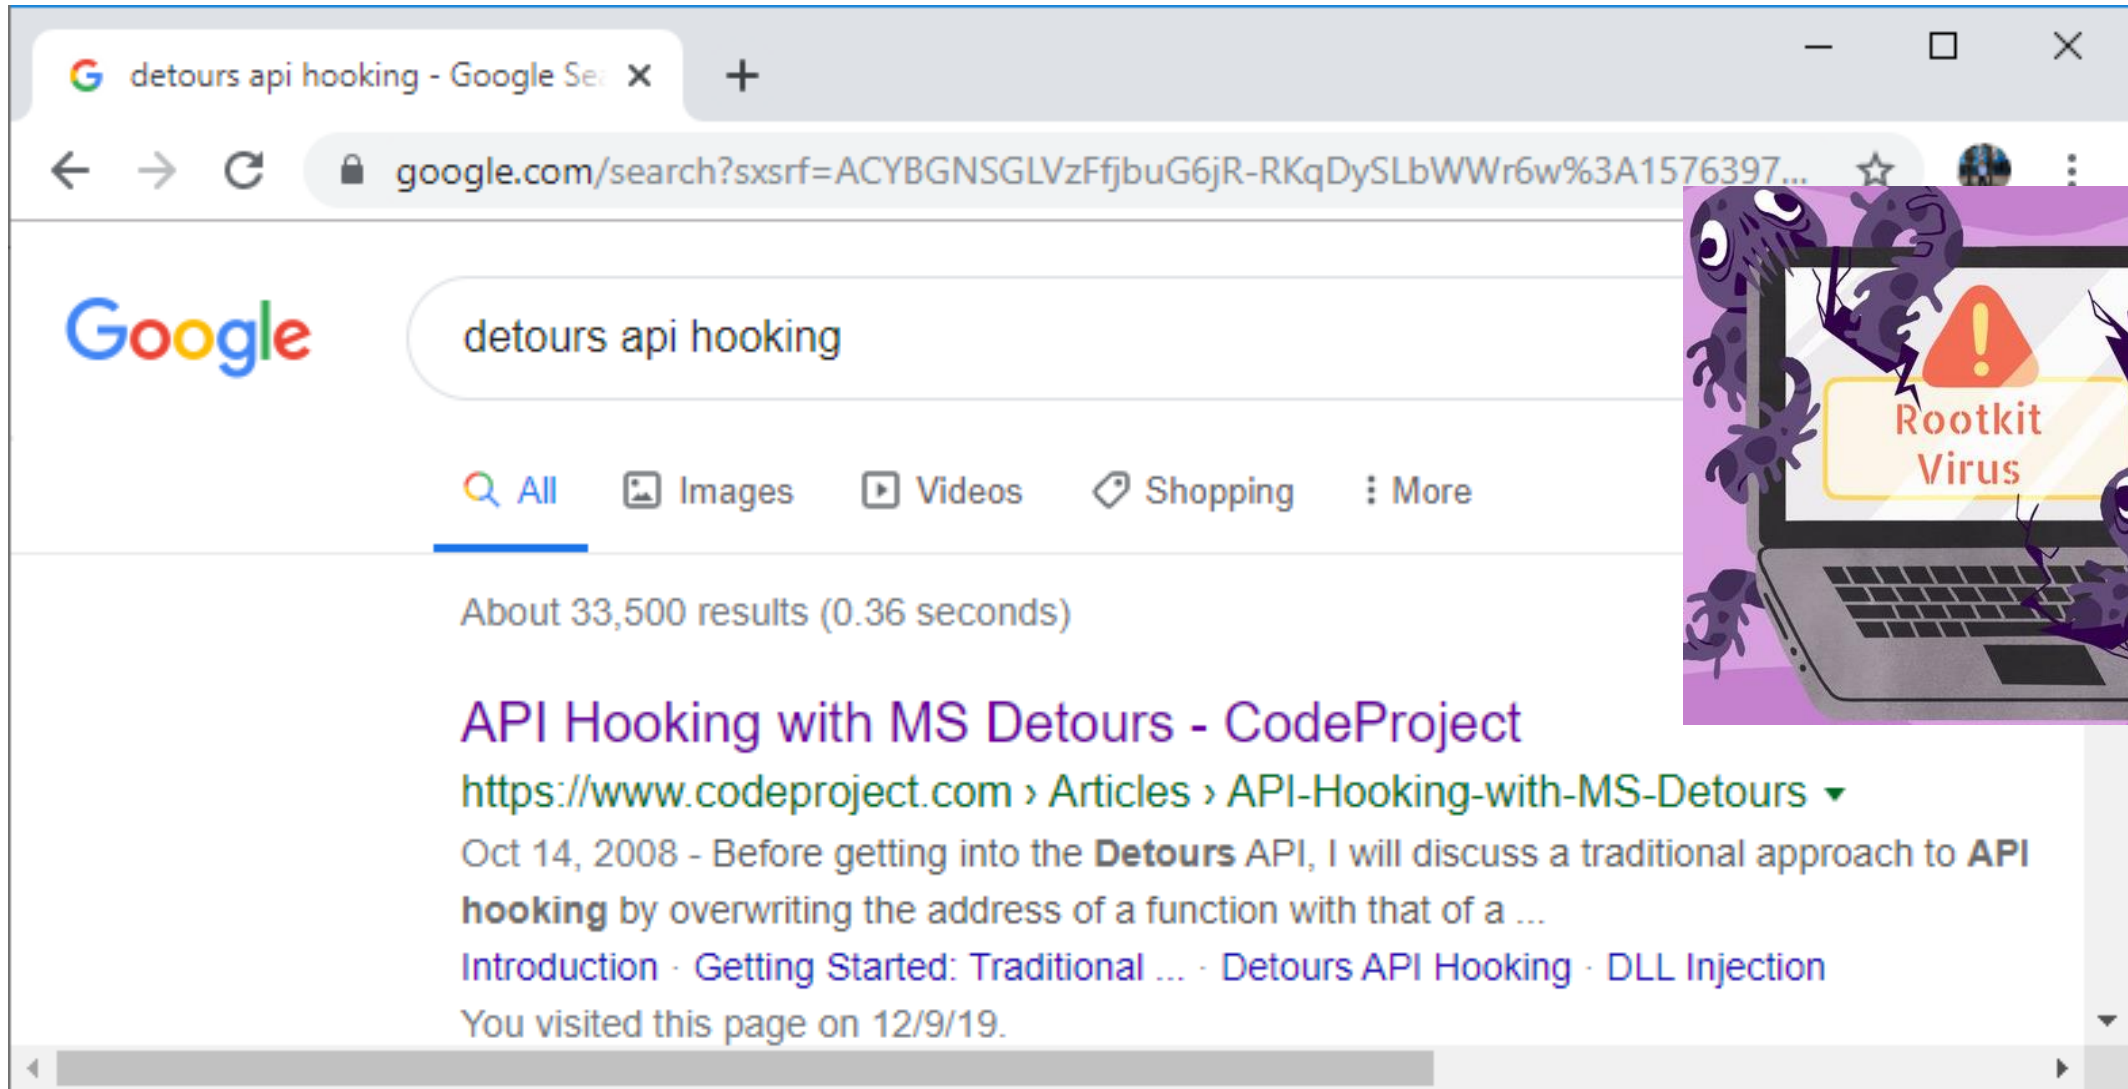 detours api hooking - Google Se
google.com/search?sxsrf=ACYBGNSGLVzFfjbuG6jR-RKqDySLbWWr6w%3A1576397...
Google
detours api hooking
All Images Videos Shopping More
About 33,500 results (0.36 seconds)
Rootkit
Virus
API Hooking with MS Detours - CodeProject
https://www.codeproject.com › Articles › API-Hooking-with-MS-Detours
Oct 14, 2008 - Before getting into the Detours API, I will discuss a traditional approach to API
hooking by overwriting the address of a function with that of a ...
Introduction · Getting Started: Traditional ... · Detours API Hooking · DLL Injection
You visited this page on 12/9/19.